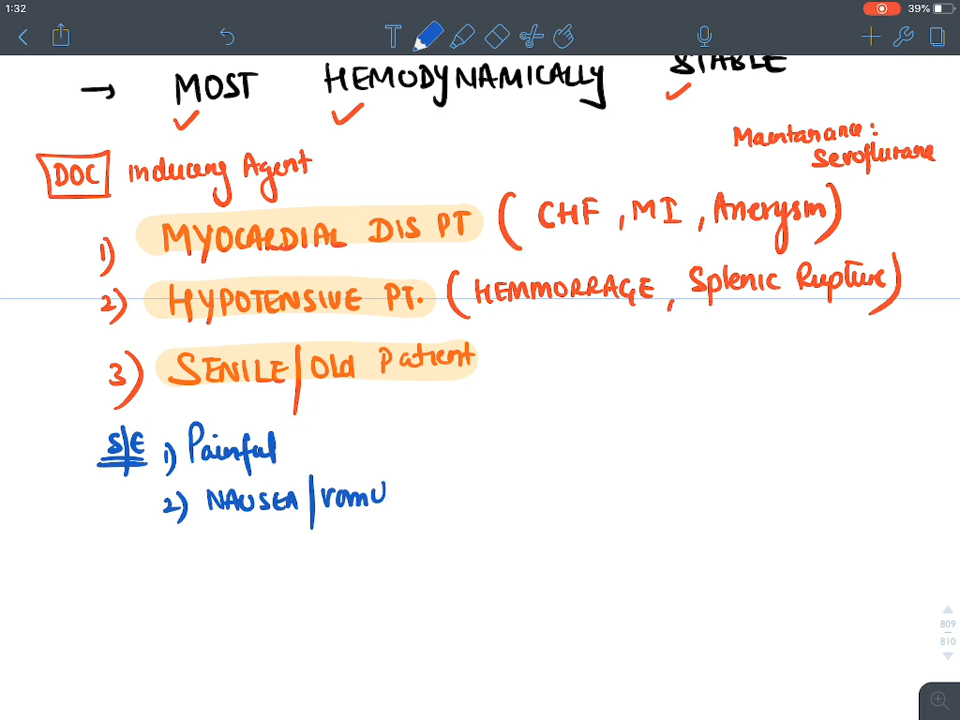 1:32
39%
T
→ MOST HEMODYNAMICALLY STABLE
Maintanance:
Sevoflurane
DOC Inducing Agent
1) MYOCARDIAL DIS PT (CHF, MI, Anerysm)
2) HYPOTENSIVE PT. (HEMMORRAGE, Splenic Rupture)
3) SENILE/Old Patient
S/E 1) Painful
2) NAUSEA/vomu
809
810